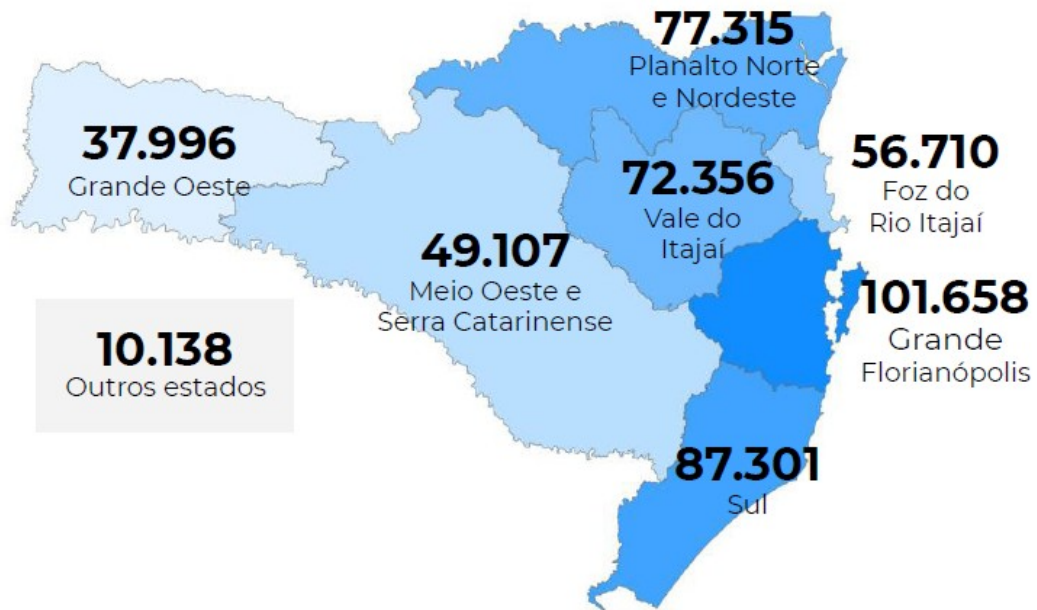 77.315
Planalto Norte
e Nordeste
37.996
Grande Oeste
72.356
Vale do
Itajaí
56.710
Foz do
Rio Itajaí
49.107
Meio Oeste e
Serra Catarinense
101.658
Grande
Florianópolis
10.138
Outros estados
87.301
Sul